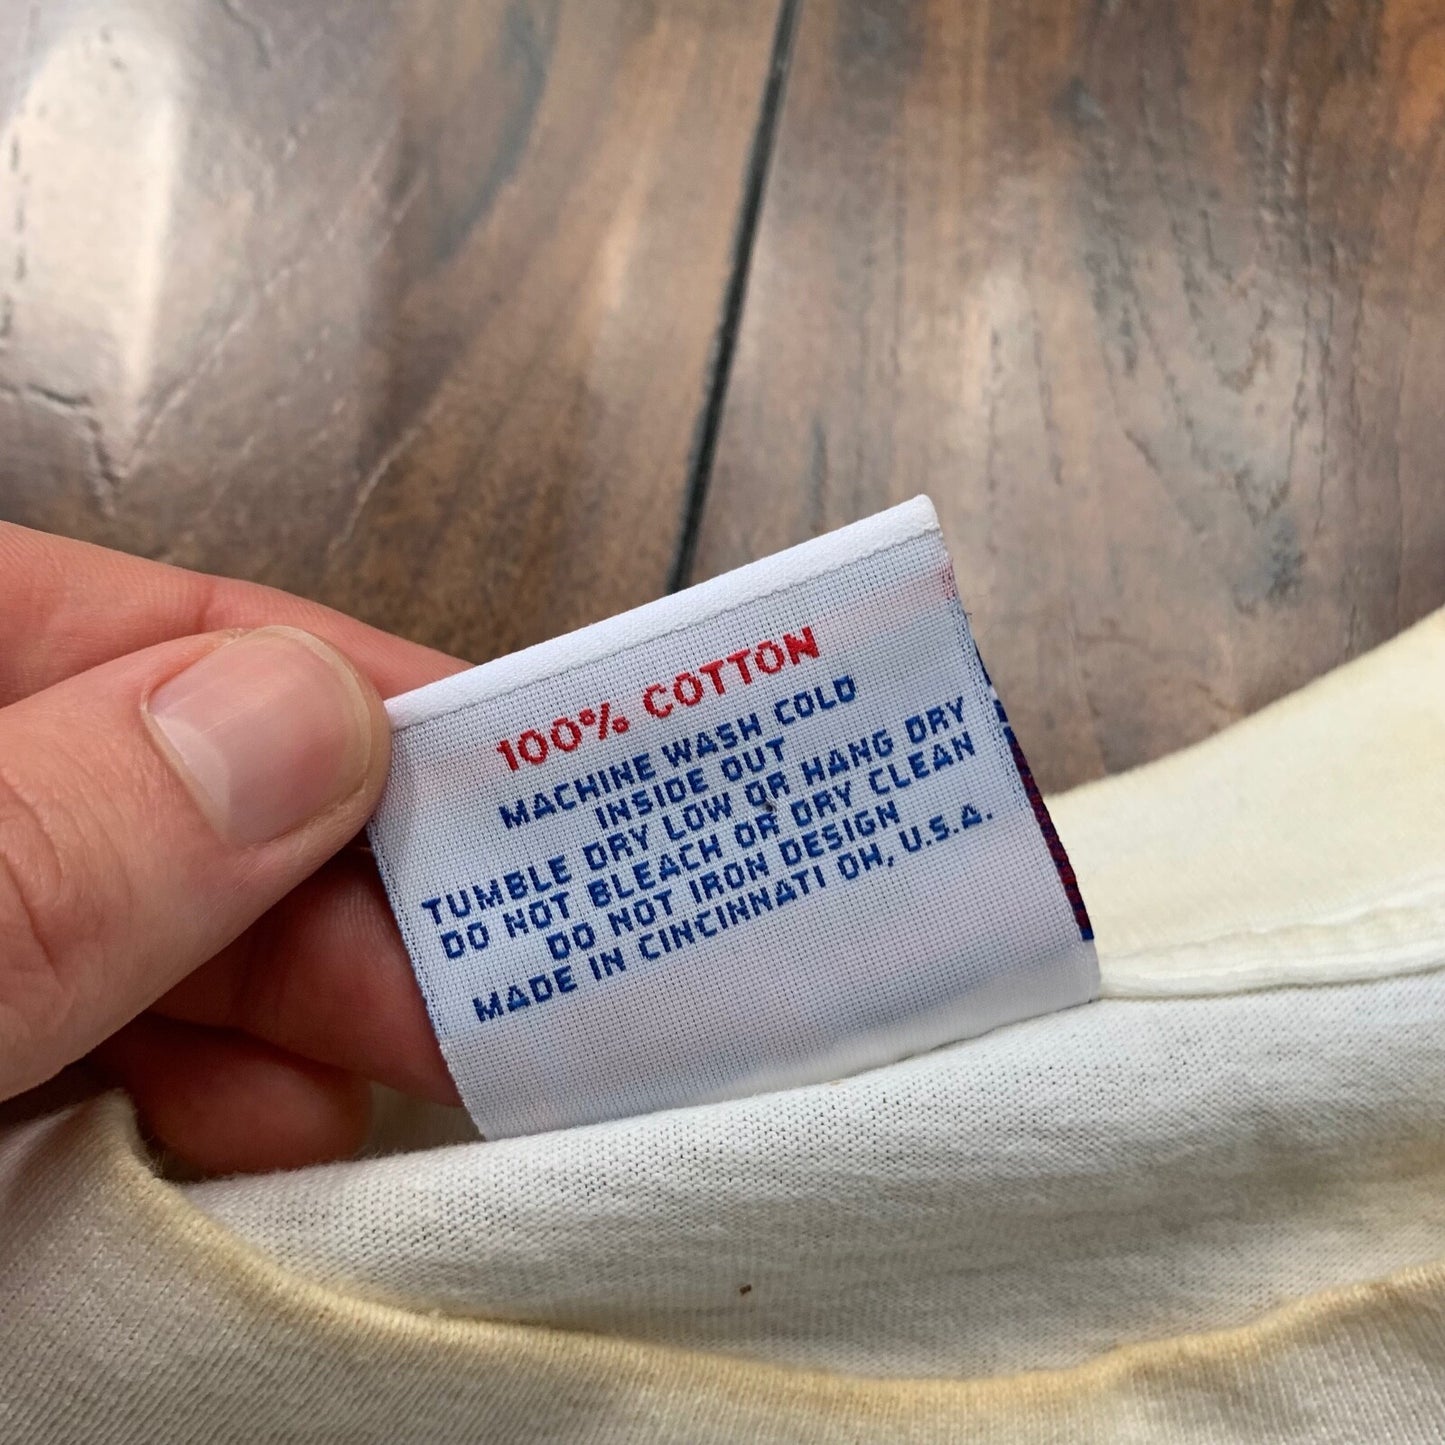 100% COTTON
MACHINE WASH COLD
INSIDE OUT
TUMBLE DRY LOW OR HANG DRY
DO NOT BLEACH OR DRY CLEAN
DO NOT IRON DESIGN
MADE IN CINCINNATI OH, U.S.A.